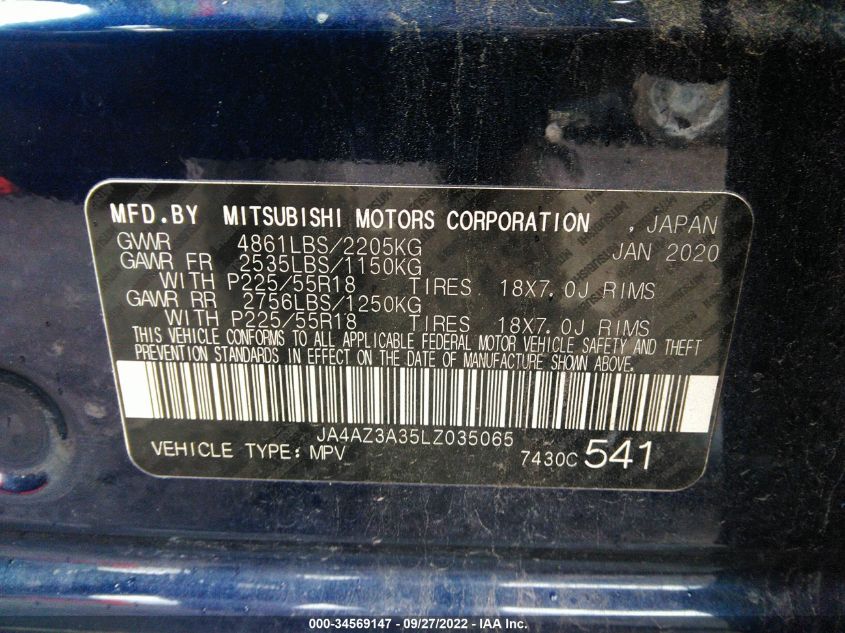 MFD.BY MITSUBISHI MOTORS CORPORATION , JAPAN
GVWR 4861LBS/2205KG JAN 2020
GAWR FR 2535LBS/1150KG
WITH P225/55R18 TIRES 18X7.0J RIMS
GAWR RR 2756LBS/1250KG
WITH P225/55R18 TIRES 18X7.0J RIMS
THIS VEHICLE CONFORMS TO ALL APPLICABLE FEDERAL MOTOR VEHICLE SAFETY AND THEFT
PREVENTION STANDARDS IN EFFECT ON THE DATE OF MANUFACTURE SHOWN ABOVE.
JA4AZ3A35LZ035065
VEHICLE TYPE: MPV 7430C 541
000-34569147 - 09/27/2022 - IAA Inc.